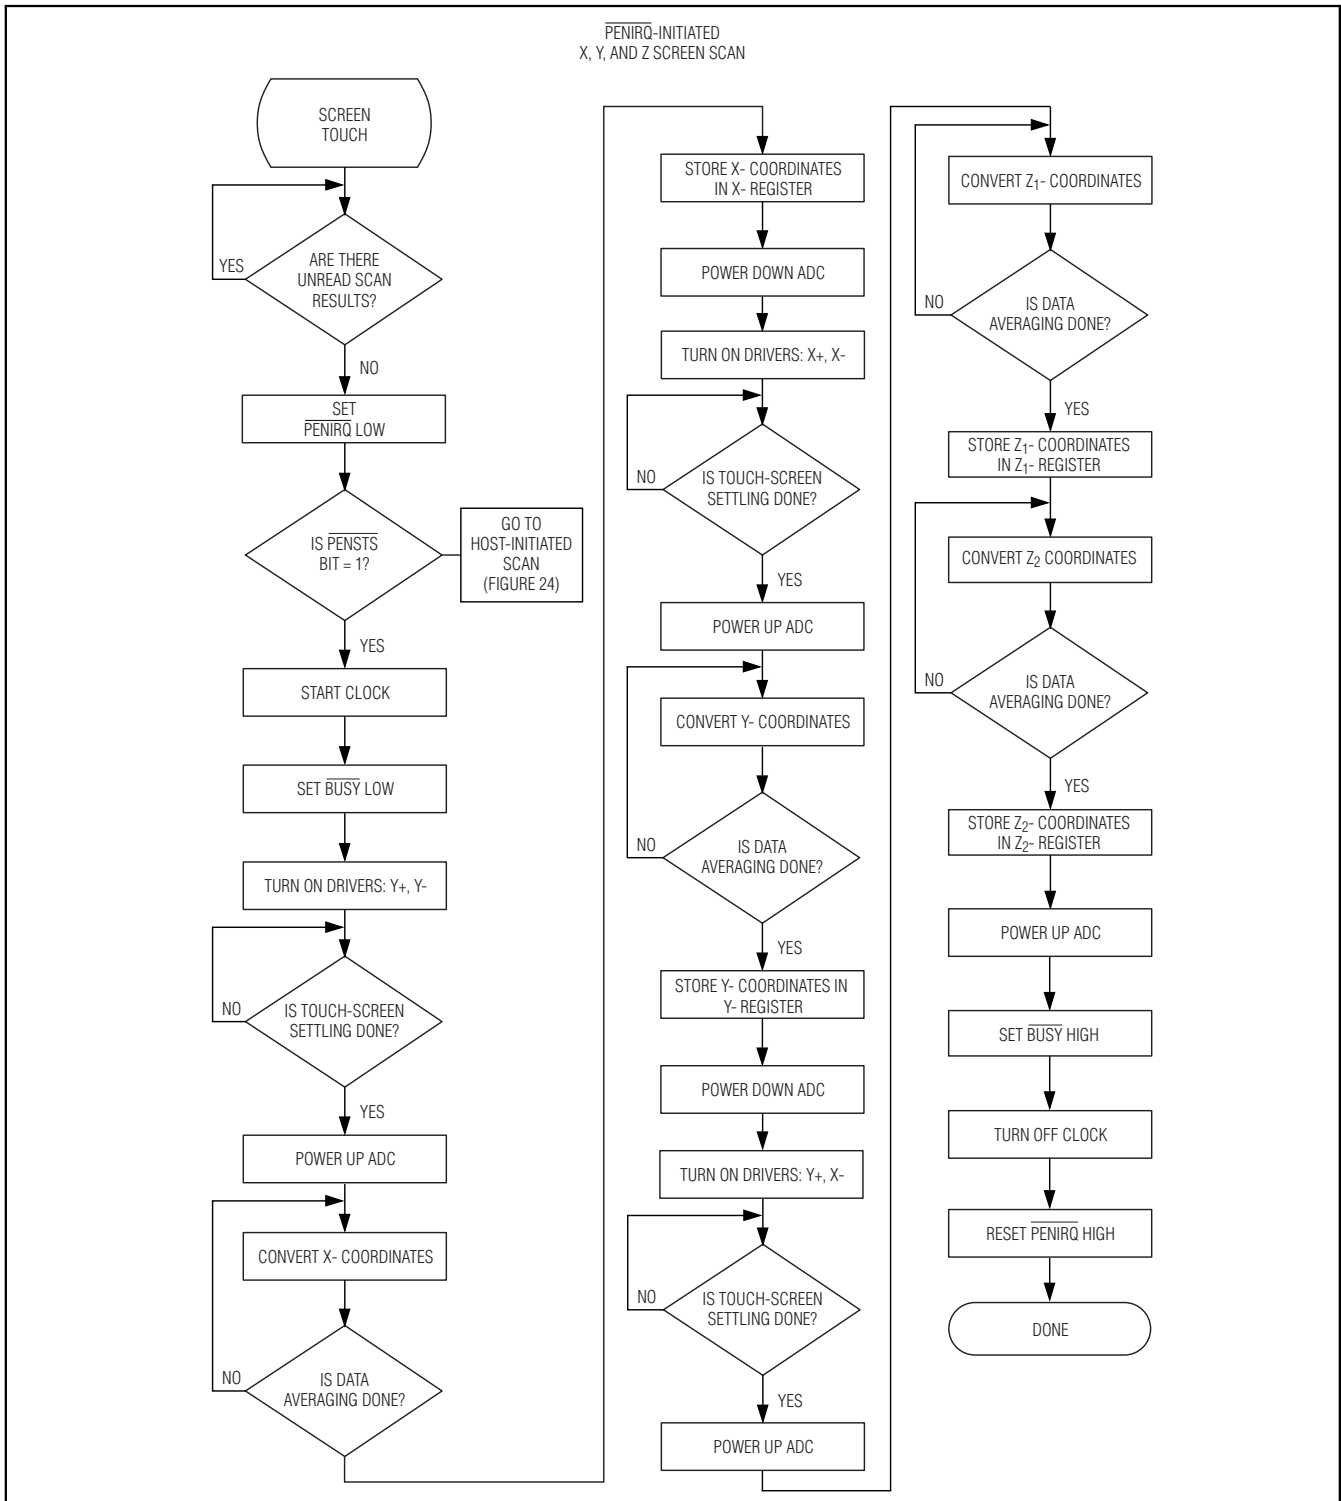 PENIRQ-INITIATED
X, Y, AND Z SCREEN SCAN
SCREEN
TOUCH
ARE THERE
UNREAD SCAN
RESULTS?
YES
NO
SET
PENIRQ LOW
IS PENSTS
BIT = 1?
GO TO
HOST-INITIATED
SCAN
(FIGURE 24)
YES
START CLOCK
SET BUSY LOW
TURN ON DRIVERS: Y+, Y-
IS TOUCH-SCREEN
SETTLING DONE?
NO
YES
POWER UP ADC
CONVERT X- COORDINATES
IS DATA
AVERAGING DONE?
NO
STORE X- COORDINATES
IN X- REGISTER
POWER DOWN ADC
TURN ON DRIVERS: X+, X-
IS TOUCH-SCREEN
SETTLING DONE?
NO
YES
POWER UP ADC
CONVERT Y- COORDINATES
IS DATA
AVERAGING DONE?
NO
YES
STORE Y- COORDINATES IN
Y- REGISTER
POWER DOWN ADC
TURN ON DRIVERS: Y+, X-
IS TOUCH-SCREEN
SETTLING DONE?
NO
YES
POWER UP ADC
CONVERT Z1- COORDINATES
IS DATA
AVERAGING DONE?
NO
YES
STORE Z1- COORDINATES
IN Z1- REGISTER
CONVERT Z2 COORDINATES
IS DATA
AVERAGING DONE?
NO
YES
STORE Z2- COORDINATES
IN Z2- REGISTER
POWER UP ADC
SET BUSY HIGH
TURN OFF CLOCK
RESET PENIRQ HIGH
DONE